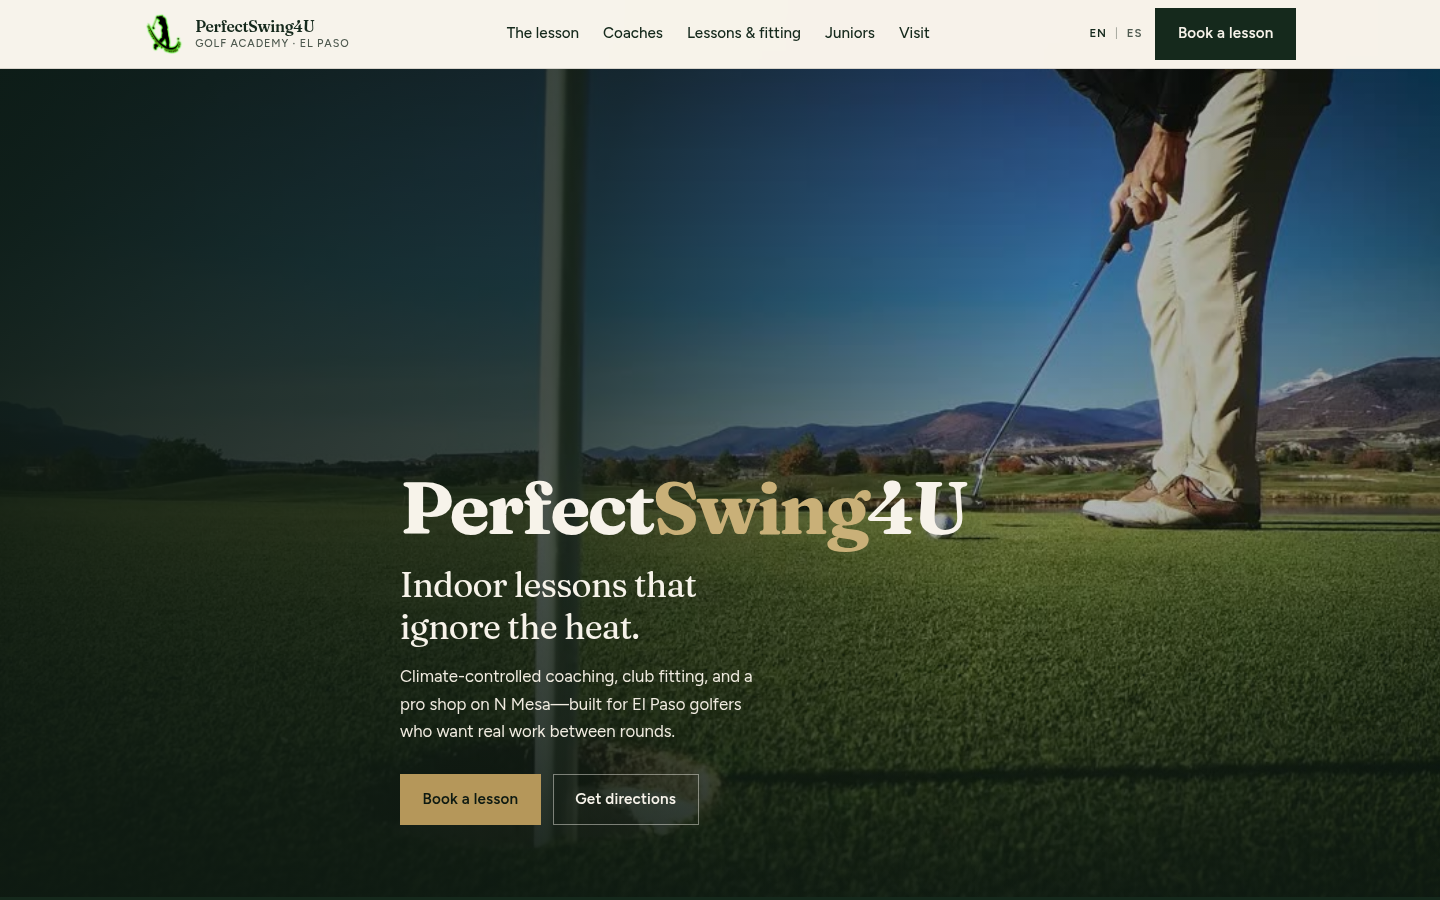 PerfectSwing4U
GOLF ACADEMY · EL PASO
The lesson
Coaches
Lessons & fitting
Juniors
Visit
EN | ES
Book a lesson
PerfectSwing4U
Indoor lessons that
ignore the heat.
Climate-controlled coaching, club fitting, and a
pro shop on N Mesa—built for El Paso golfers
who want real work between rounds.
Book a lesson
Get directions